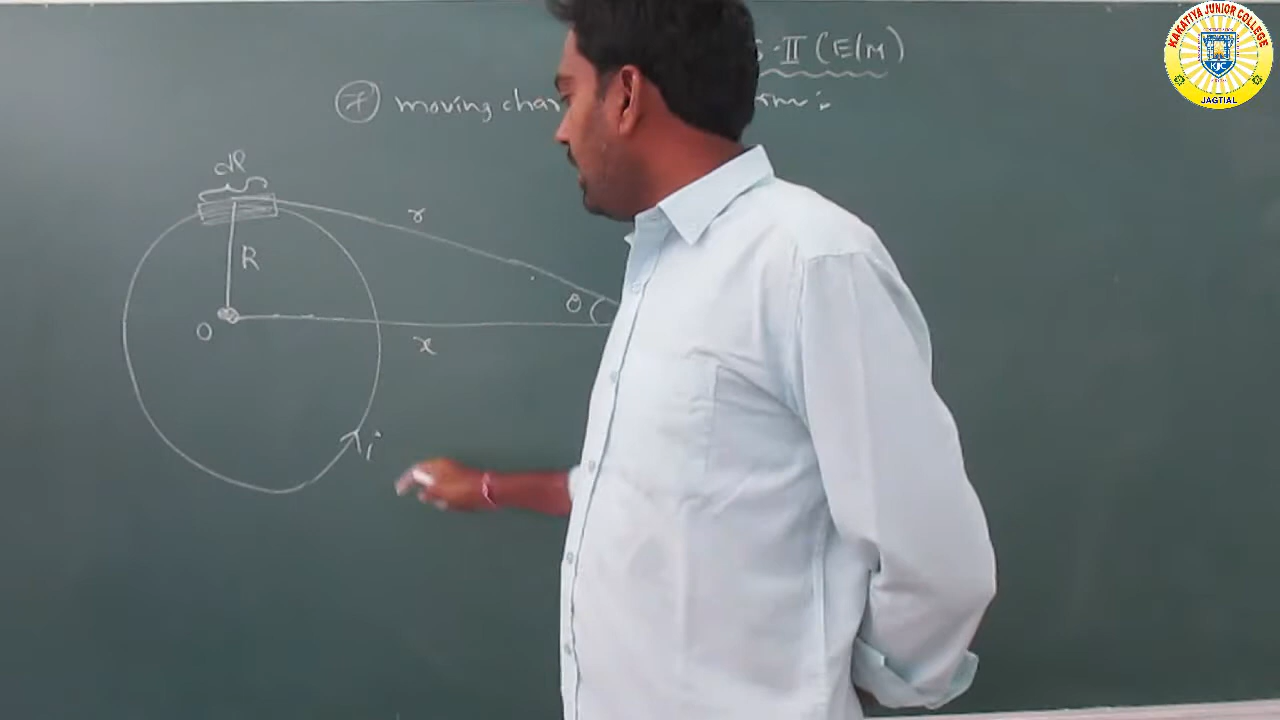 II (E/M)
7 moving char
dl
r
R
θ
O
x
i
KAKATIYA JUNIOR COLLEGE
KJC
JAGTIAL